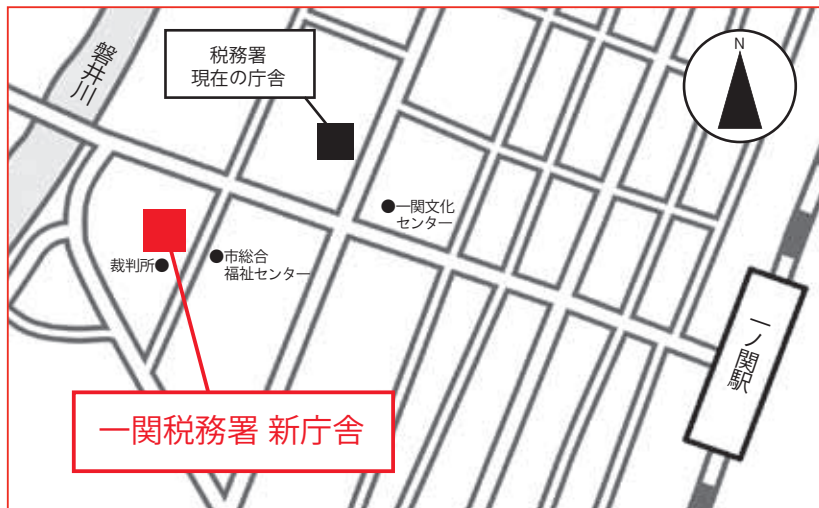 磐井川
税務署
現在の庁舎
N
●一関文化
センター
裁判所●
●市総合
福祉センター
一ノ関駅
一関税務署 新庁舎